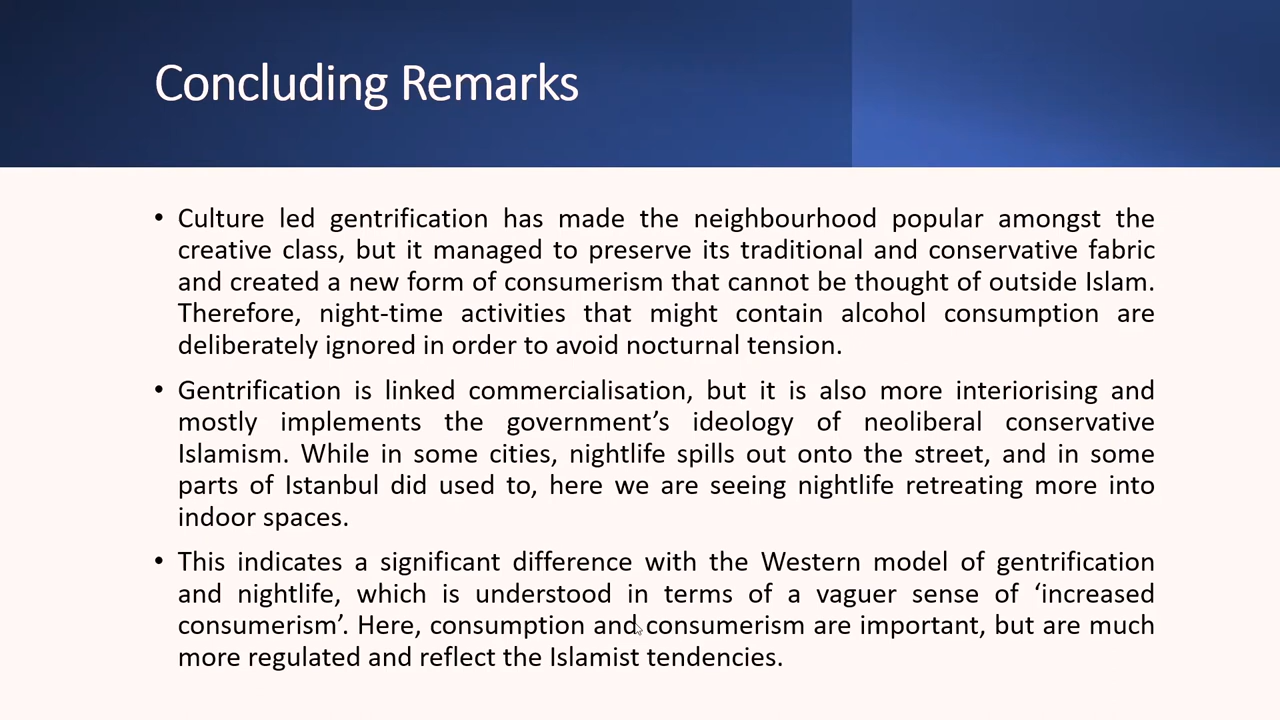 Concluding Remarks
• Culture led gentrification has made the neighbourhood popular amongst the
creative class, but it managed to preserve its traditional and conservative fabric
and created a new form of consumerism that cannot be thought of outside Islam.
Therefore, night-time activities that might contain alcohol consumption are
deliberately ignored in order to avoid nocturnal tension.
• Gentrification is linked commercialisation, but it is also more interiorising and
mostly implements the government’s ideology of neoliberal conservative
Islamism. While in some cities, nightlife spills out onto the street, and in some
parts of Istanbul did used to, here we are seeing nightlife retreating more into
indoor spaces.
• This indicates a significant difference with the Western model of gentrification
and nightlife, which is understood in terms of a vaguer sense of ‘increased
consumerism’. Here, consumption and consumerism are important, but are much
more regulated and reflect the Islamist tendencies.